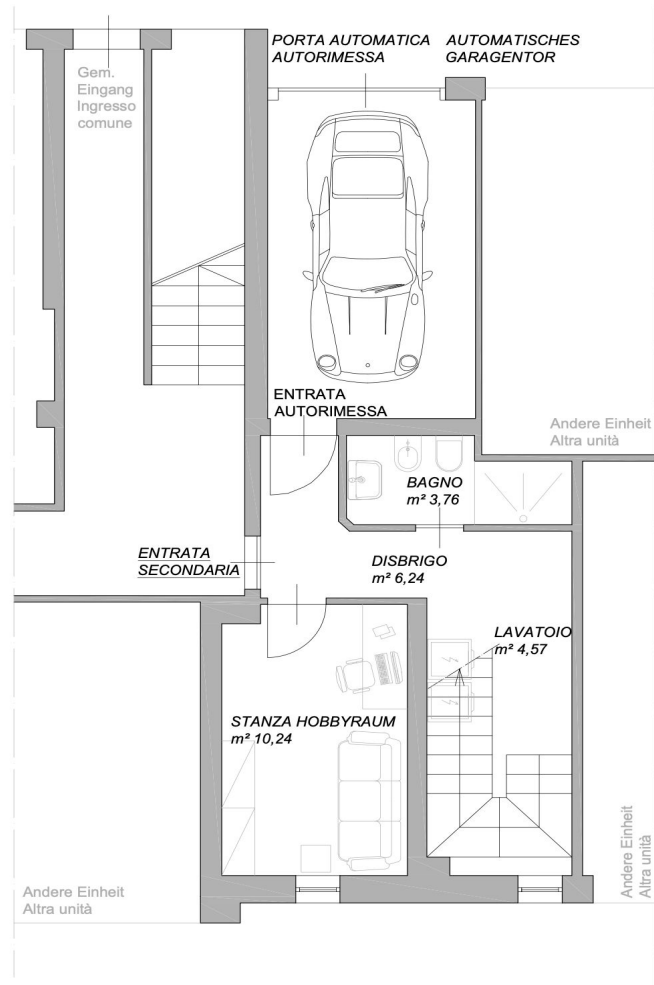 PORTA AUTOMATICA
AUTORIMESSA
AUTOMATISCHES
GARAGENTOR
Gem.
Eingang
Ingresso
comune
ENTRATA
AUTORIMESSA
Andere Einheit
Altra unità
BAGNO
m² 3,76
ENTRATA
SECONDARIA
DISBRIGO
m² 6,24
LAVATOIO
m² 4,57
STANZA HOBBYRAUM
m² 10,24
Andere Einheit
Altra unità
Andere Einheit
Altra unità